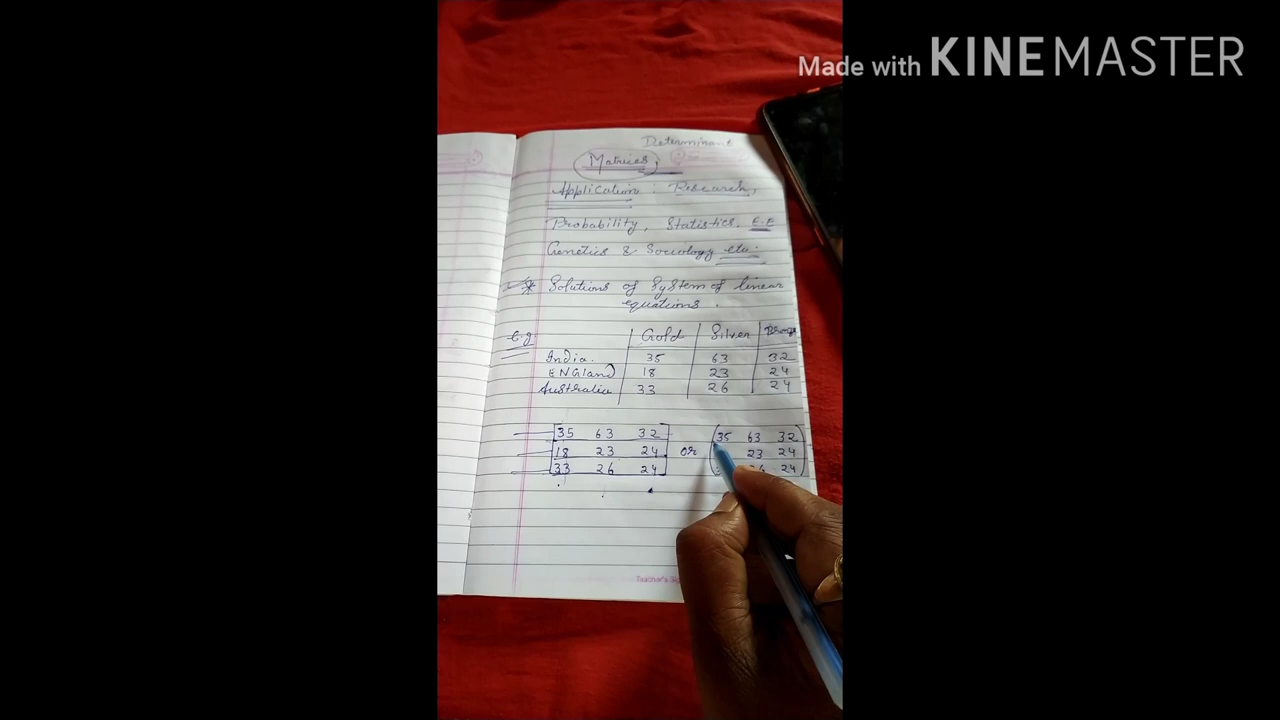 Made with KINEMASTER
Determinant
Matrices,
Application : Research,
Probability, Statistics. E.E
Genetics & Sociology etc.
* Solutions of System of linear
equations.
E.g. Gold Silver Bronze
India. 35 63 32
ENGland 18 23 24
Australia 33 26 24
35 63 32 or 35 63 32
18 23 24 23 24
33 26 24 24
Teacher's